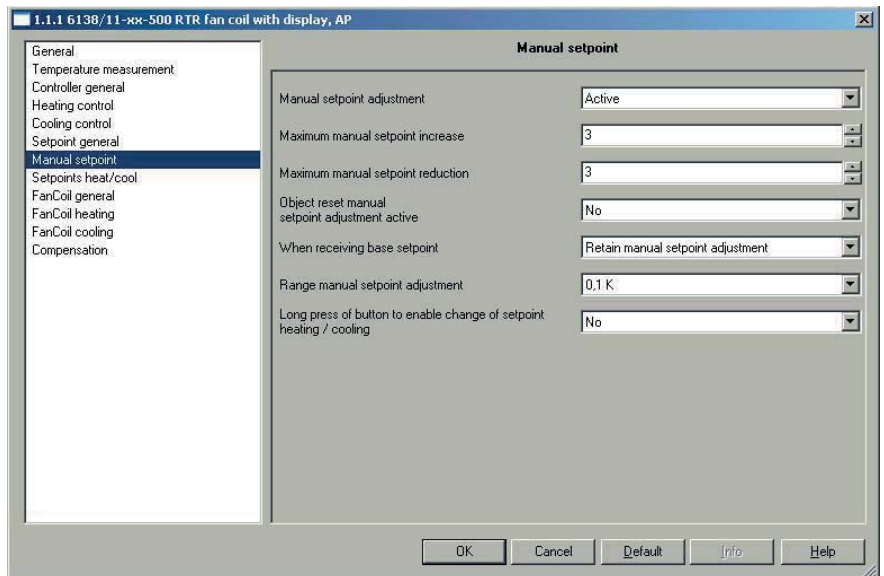 1.1.1 6138/11-xx-500 RTR fan coil with display, AP
General
Temperature measurement
Controller general
Heating control
Cooling control
Setpoint general
Manual setpoint
Setpoints heat/cool
FanCoil general
FanCoil heating
FanCoil cooling
Compensation
Manual setpoint
Manual setpoint adjustment
Active
Maximum manual setpoint increase
3
Maximum manual setpoint reduction
3
Object reset manual
setpoint adjustment active
No
When receiving base setpoint
Retain manual setpoint adjustment
Range manual setpoint adjustment
0,1 K
Long press of button to enable change of setpoint
heating / cooling
No
OK
Cancel
Default
Info
Help